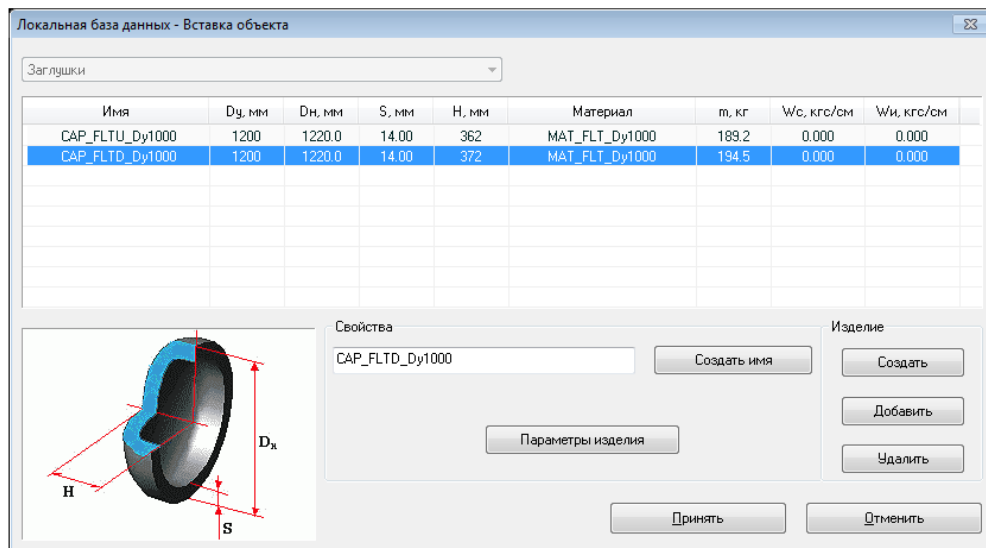 Локальная база данных - Вставка объекта
Заглушки
Имя Dу, мм Dн, мм S, мм H, мм Материал m, кг Wс, кгс/см Wи, кгс/см
CAP_FLTU_Dy1000 1200 1220.0 14.00 362 MAT_FLT_Dy1000 189.2 0.000 0.000
CAP_FLTD_Dy1000 1200 1220.0 14.00 372 MAT_FLT_Dy1000 194.5 0.000 0.000
Свойства Изделие
CAP_FLTD_Dy1000 Создать имя Создать
Добавить
Параметры изделия
Удалить
Dн
H
S
Принять Отменить